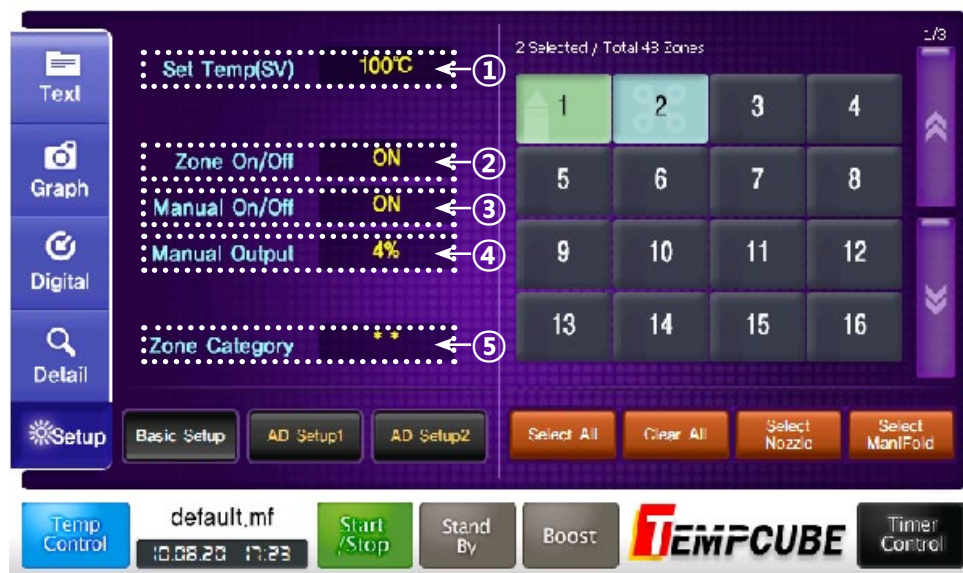 Text
Graph
Digital
Detail
Setup
Set Temp(SV) 100℃ ①
Zone On/Off ON ②
Manual On/Off ON ③
Manual Output 4% ④
Zone Category ** ⑤
Basic Setup
AD Setup1
AD Setup2
2 Selected / Total 48 Zones
1/3
1 2 3 4
5 6 7 8
9 10 11 12
13 14 15 16
Select All
Clear All
Select
Nozzle
Select
ManiFold
Temp
Control
default.mf
10.08.20 17:23
Start
/Stop
Stand
By
Boost
TEMPCUBE
Timer
Control